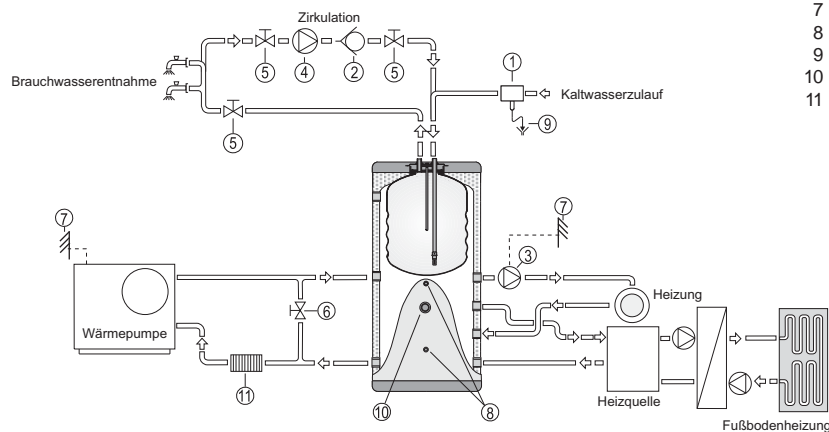 7
8
9
10
11
Zirkulation
5
4
2
5
1
Brauchwasserentnahme
Kaltwasserzulauf
5
9
7
7
3
6
Heizung
Wärmepumpe
11
10
8
Heizquelle
Fußbodenheizung